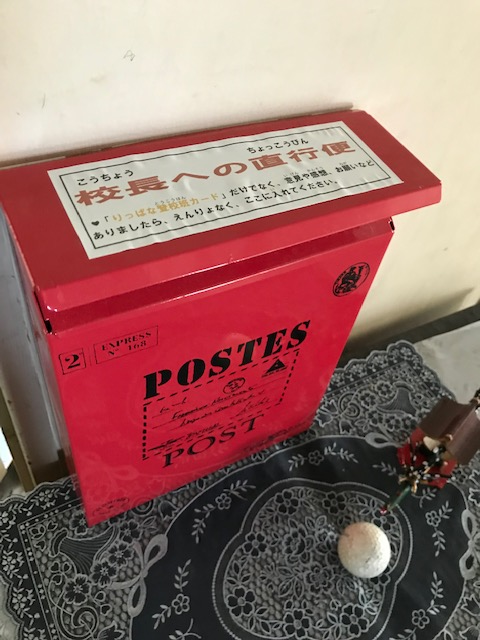 こうちょう ちょっこうびん
校長への直行便
♥「りっぱな登校班カード」だけでなく、意見や感想、お願いなど
ありましたら、えんりょなく、ここに入れてください。
2
EXPRESS
Nº 168
POSTES
POST